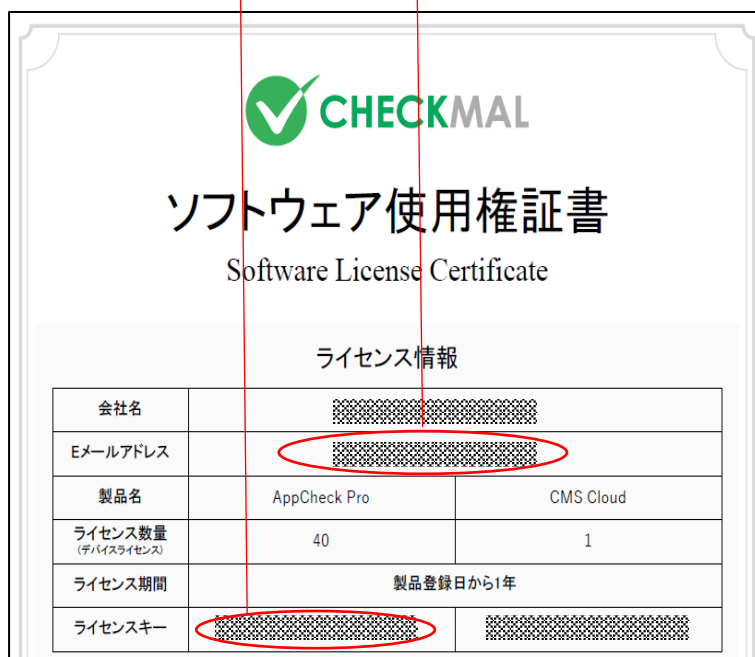 CHECKMAL
ソフトウェア使用権証書
Software License Certificate
ライセンス情報
会社名
Eメールアドレス
製品名 AppCheck Pro CMS Cloud
ライセンス数量 40 1
(デバイスライセンス)
ライセンス期間 製品登録日から1年
ライセンスキー